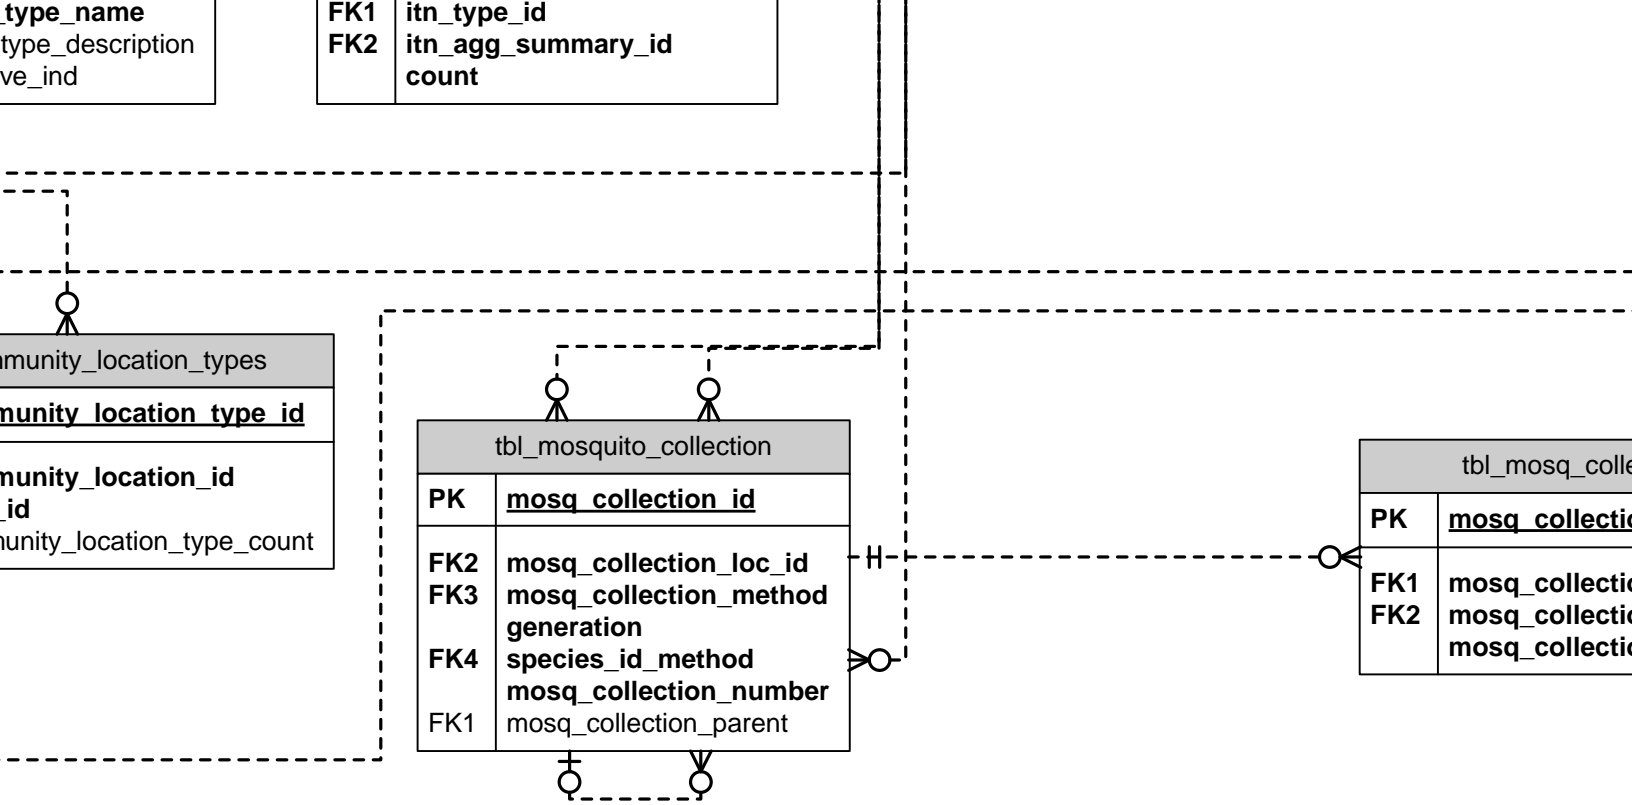 _type_name
type_description
ve_ind
FK1 itn_type_id
FK2 itn_agg_summary_id
count
munity_location_types
munity_location_type_id
munity_location_id
_id
munity_location_type_count
tbl_mosquito_collection
PK mosq_collection_id
FK2 mosq_collection_loc_id
FK3 mosq_collection_method
generation
FK4 species_id_method
mosq_collection_number
FK1 mosq_collection_parent
tbl_mosq_colle
PK mosq_collectio
FK1 mosq_collectio
FK2 mosq_collectio
mosq_collectio